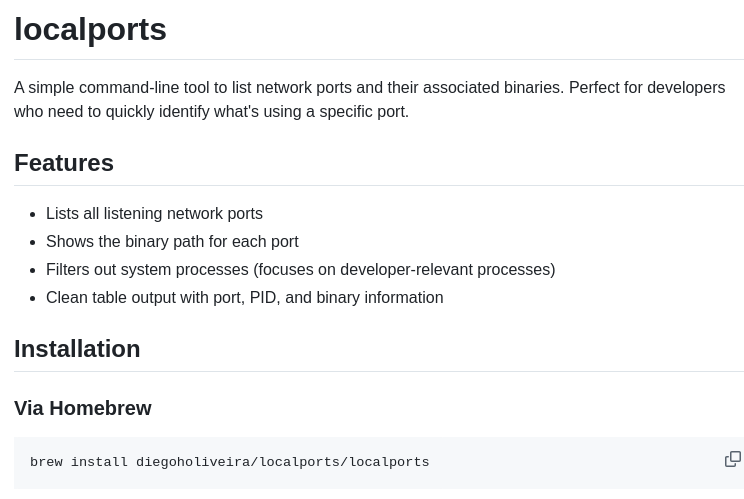 localports
A simple command-line tool to list network ports and their associated binaries. Perfect for developers
who need to quickly identify what's using a specific port.
Features
Lists all listening network ports
Shows the binary path for each port
Filters out system processes (focuses on developer-relevant processes)
Clean table output with port, PID, and binary information
Installation
Via Homebrew
brew install diegoholiveira/localports/localports